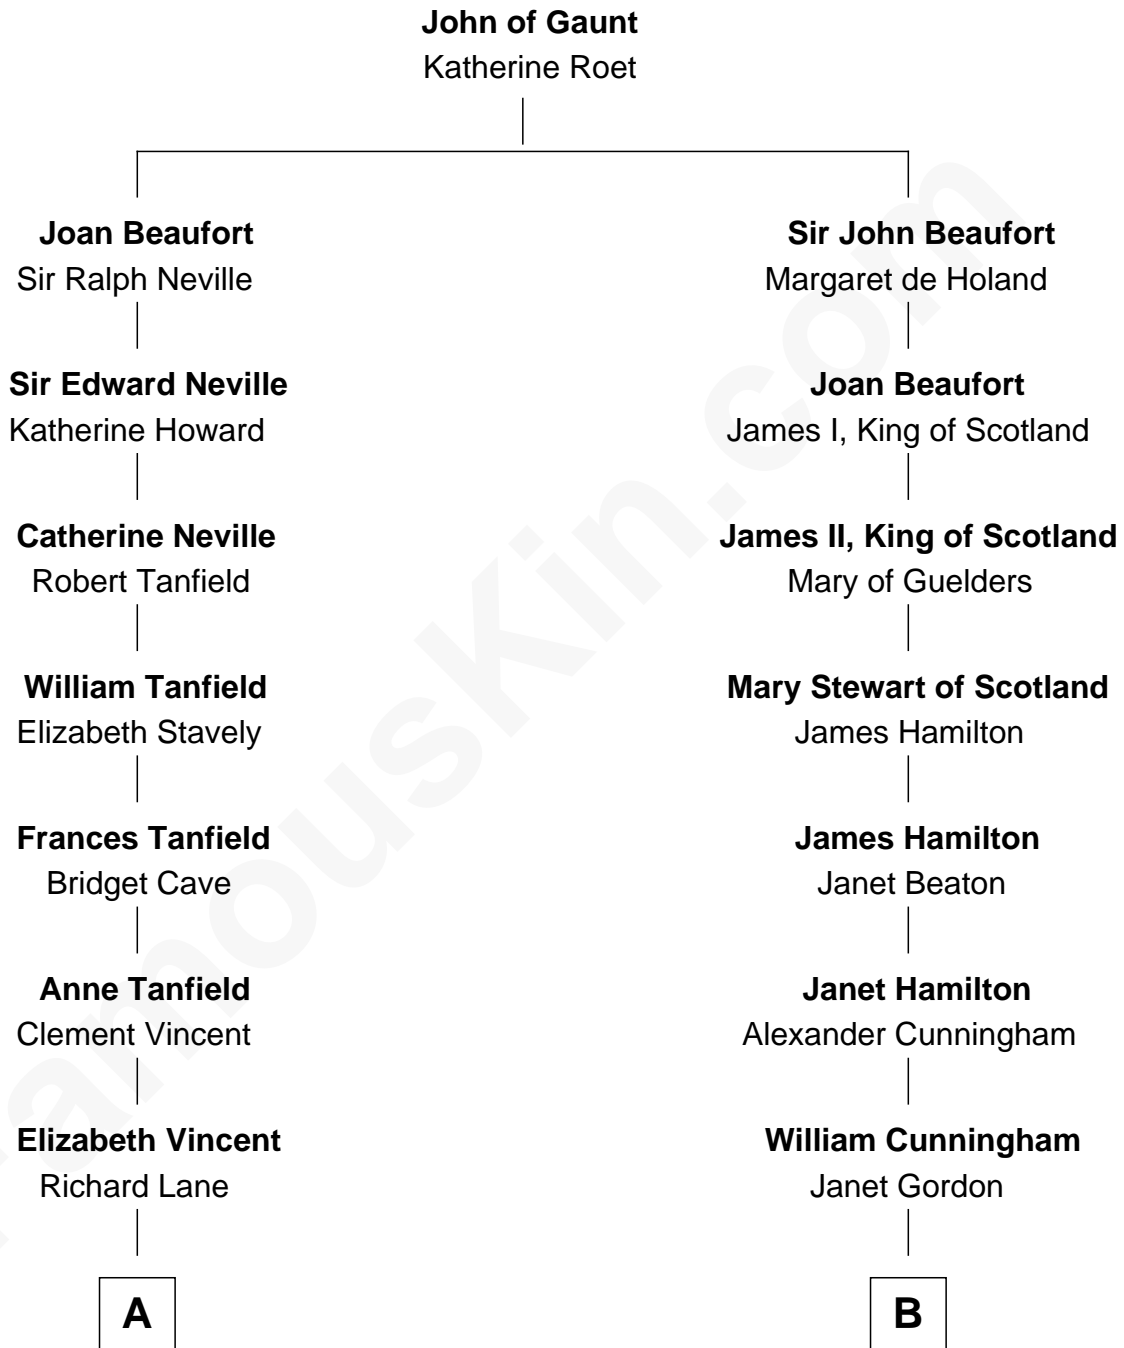 John of Gaunt
Katherine Roet
Joan Beaufort
Sir Ralph Neville
Sir John Beaufort
Margaret de Holand
Sir Edward Neville
Katherine Howard
Joan Beaufort
James I, King of Scotland
Catherine Neville
Robert Tanfield
James II, King of Scotland
Mary of Guelders
William Tanfield
Elizabeth Stavely
Mary Stewart of Scotland
James Hamilton
Frances Tanfield
Bridget Cave
James Hamilton
Janet Beaton
Anne Tanfield
Clement Vincent
Janet Hamilton
Alexander Cunningham
Elizabeth Vincent
Richard Lane
William Cunningham
Janet Gordon
A
B
FamousKin.com